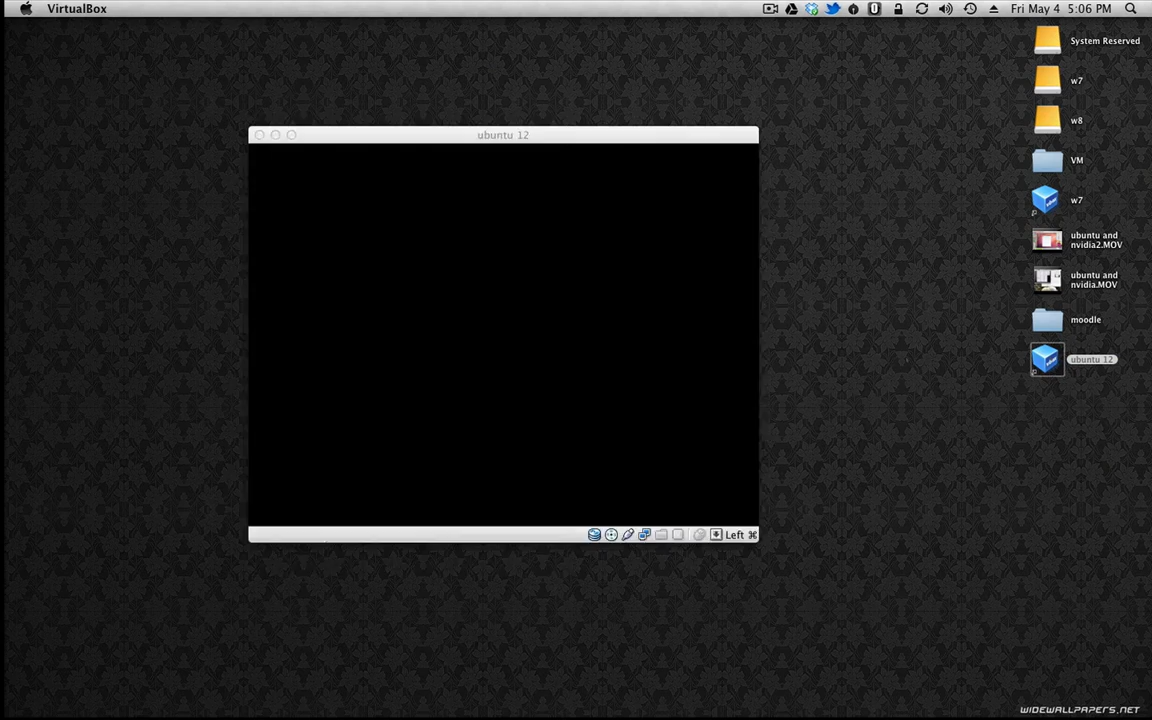 VirtualBox
Fri May 4 5:06 PM
System Reserved
w7
w8
ubuntu 12
VM
w7
ubuntu and
nvidia2.MOV
ubuntu and
nvidia.MOV
moodle
ubuntu 12
Left ⌘
WIDEWALLPAPERS.NET